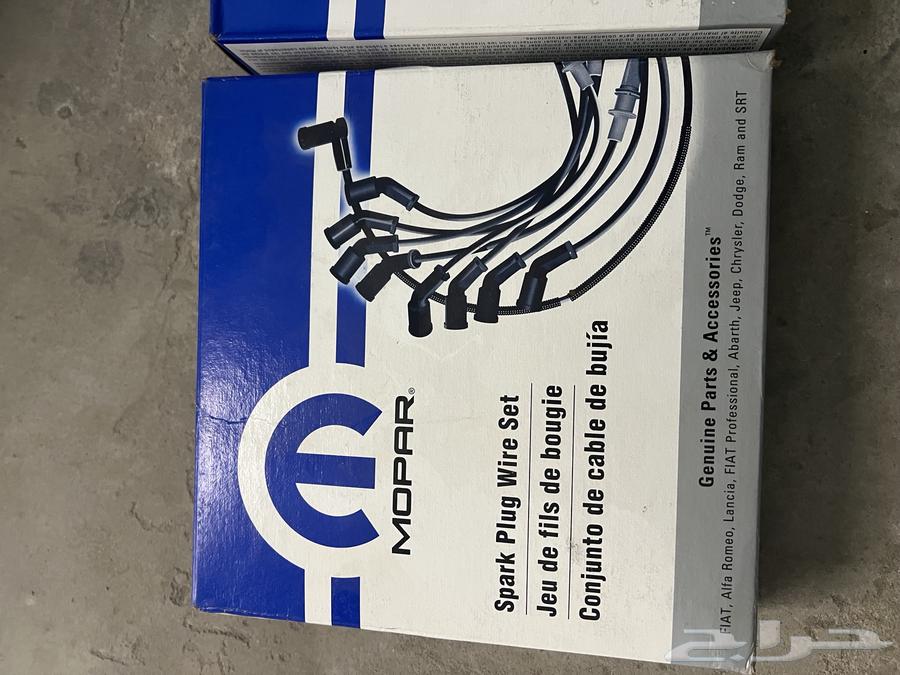 MOPAR®
Spark Plug Wire Set
Jeu de fils de bougie
Conjunto de cable de bujía
Genuine Parts & Accessories™
FIAT, Alfa Romeo, Lancia, FIAT Professional, Abarth, Jeep, Chrysler, Dodge, Ram and SRT
حراج